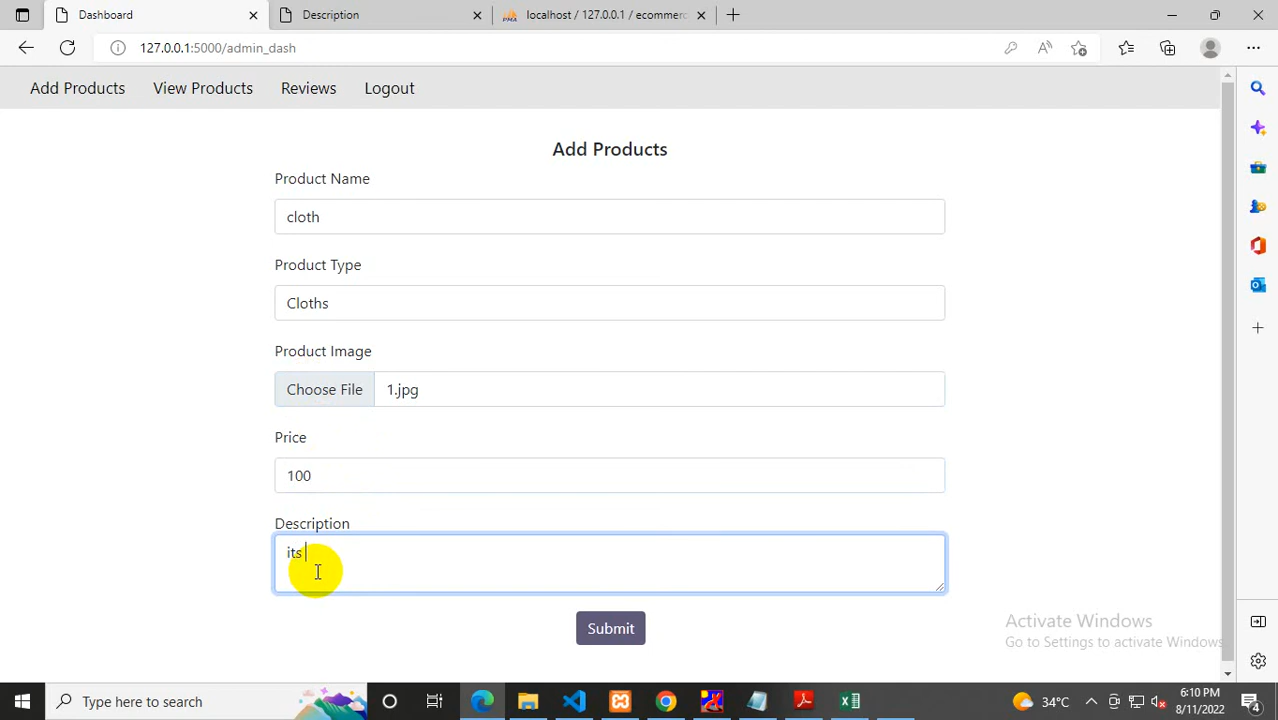 Dashboard
Description
localhost / 127.0.0.1 / ecommerc
127.0.0.1:5000/admin_dash
Add Products View Products Reviews Logout
Add Products
Product Name
cloth
Product Type
Cloths
Product Image
Choose File 1.jpg
Price
100
Description
its
Submit
Activate Windows
Go to Settings to activate Windows.
Type here to search
34°C
6:10 PM
8/11/2022
4